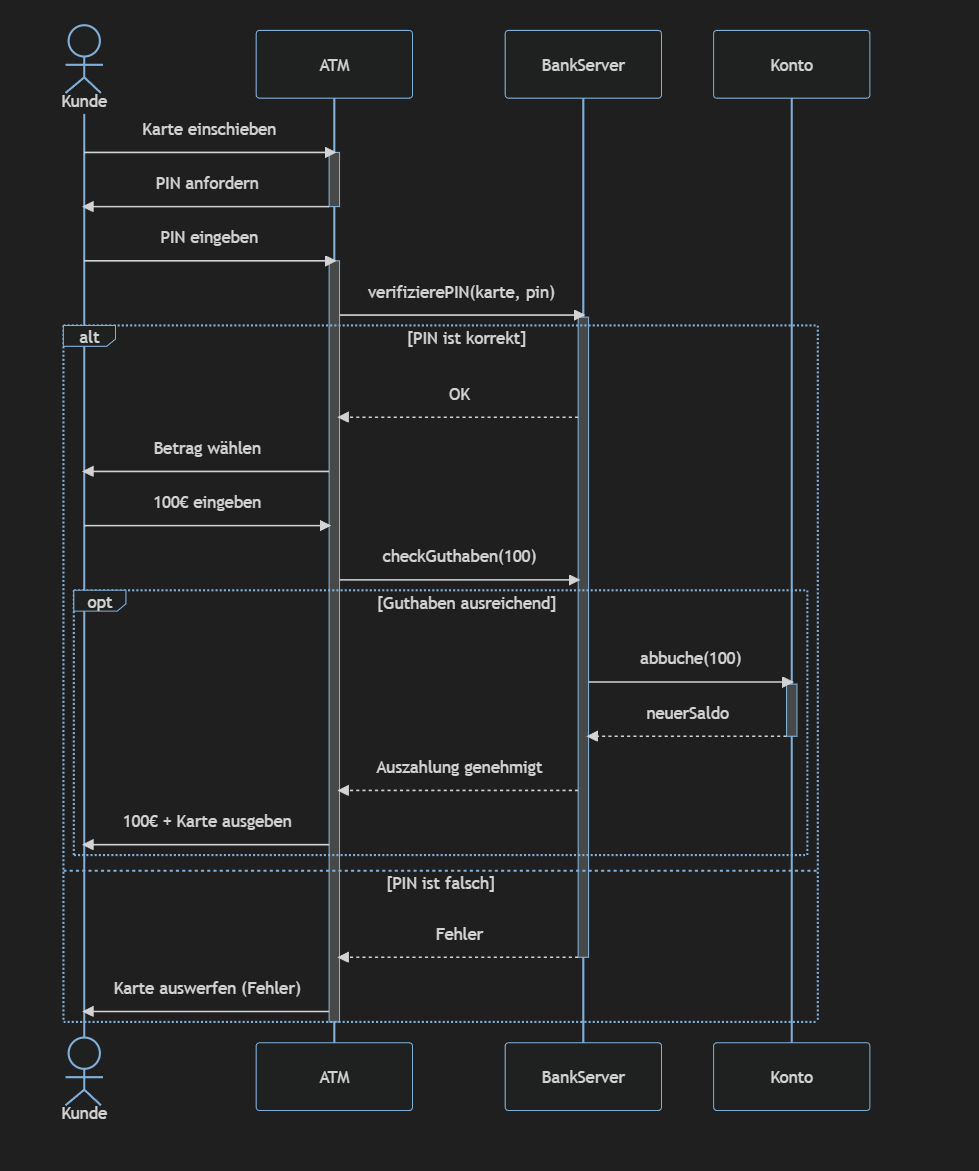 Kunde
ATM
BankServer
Konto
Karte einschieben
PIN anfordern
PIN eingeben
verifizierePIN(karte, pin)
alt
[PIN ist korrekt]
OK
Betrag wählen
100€ eingeben
checkGuthaben(100)
opt
[Guthaben ausreichend]
abbuche(100)
neuerSaldo
Auszahlung genehmigt
100€ + Karte ausgeben
[PIN ist falsch]
Fehler
Karte auswerfen (Fehler)
Kunde
ATM
BankServer
Konto